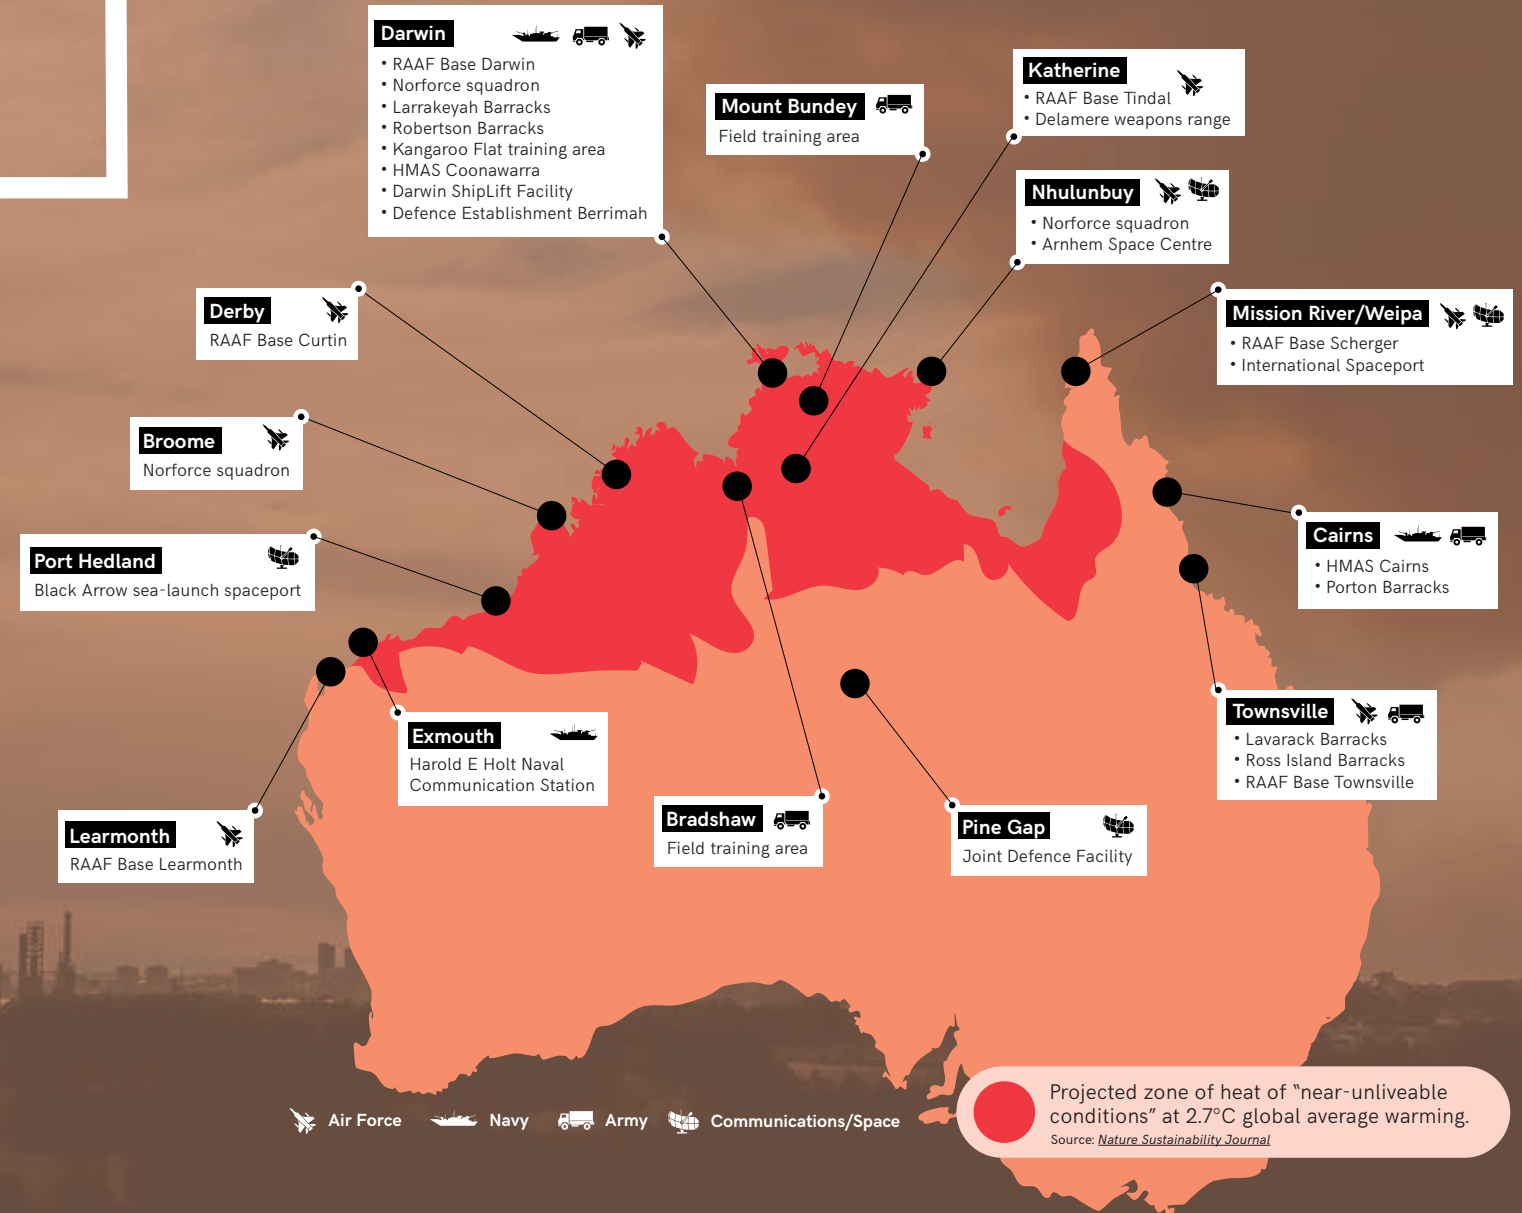 Darwin
• RAAF Base Darwin
• Norforce squadron
• Larrakeyah Barracks
• Robertson Barracks
• Kangaroo Flat training area
• HMAS Coonawarra
• Darwin ShipLift Facility
• Defence Establishment Berrimah
Mount Bundey
Field training area
Katherine
• RAAF Base Tindal
• Delamere weapons range
Nhulunbuy
• Norforce squadron
• Arnhem Space Centre
Derby
RAAF Base Curtin
Mission River/Weipa
• RAAF Base Scherger
• International Spaceport
Broome
Norforce squadron
Port Hedland
Black Arrow sea-launch spaceport
Cairns
• HMAS Cairns
• Porton Barracks
Exmouth
Harold E Holt Naval
Communication Station
Townsville
• Lavarack Barracks
• Ross Island Barracks
• RAAF Base Townsville
Learmonth
RAAF Base Learmonth
Bradshaw
Field training area
Pine Gap
Joint Defence Facility
Air Force
Navy
Army
Communications/Space
Projected zone of heat of “near-unliveable
conditions” at 2.7°C global average warming.
Source: Nature Sustainability Journal